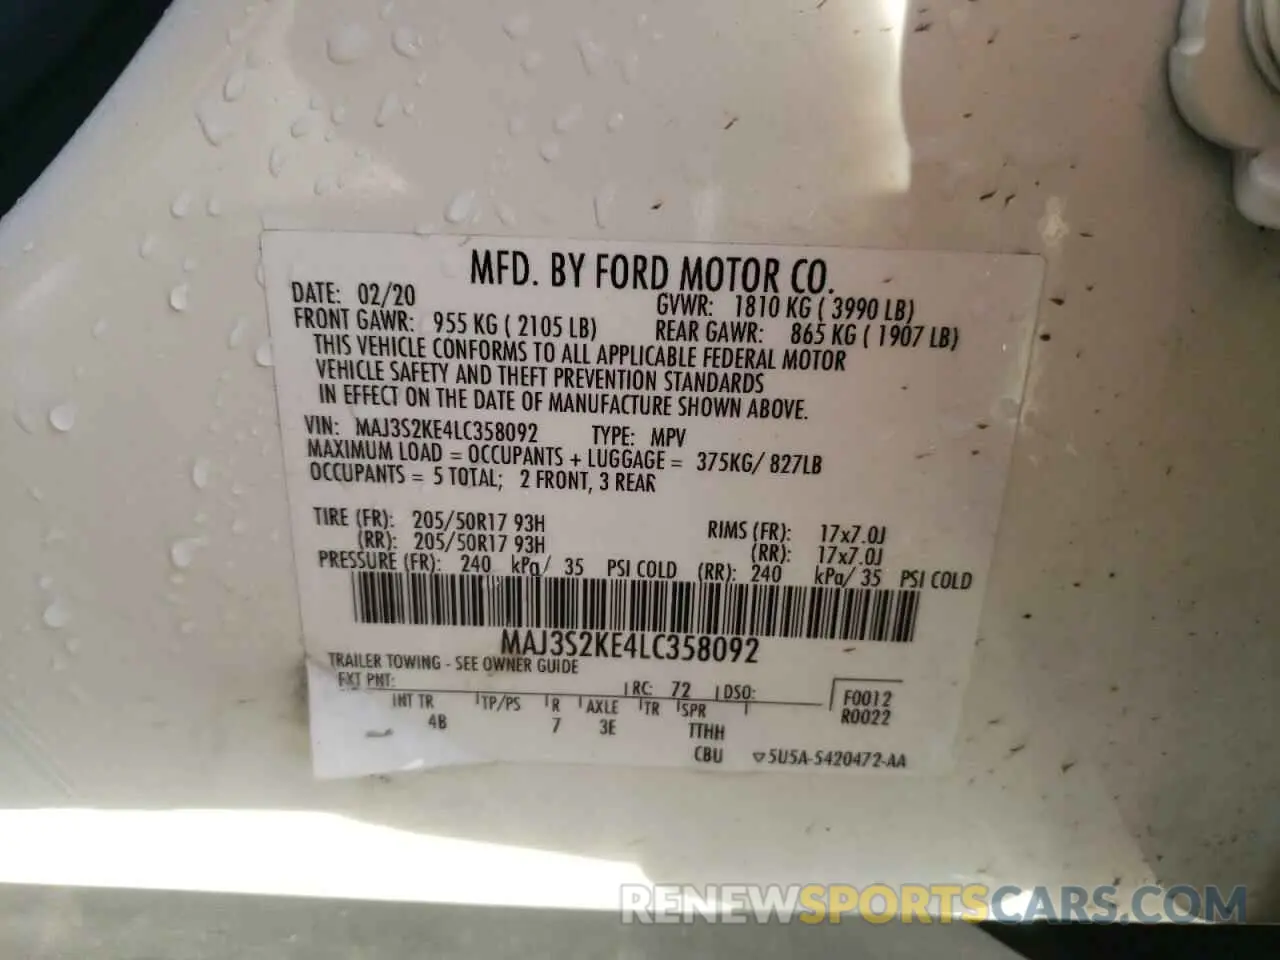 MFD. BY FORD MOTOR CO.
DATE: 02/20 GVWR: 1810 KG ( 3990 LB)
FRONT GAWR: 955 KG ( 2105 LB) REAR GAWR: 865 KG ( 1907 LB)
THIS VEHICLE CONFORMS TO ALL APPLICABLE FEDERAL MOTOR
VEHICLE SAFETY AND THEFT PREVENTION STANDARDS
IN EFFECT ON THE DATE OF MANUFACTURE SHOWN ABOVE.
VIN: MAJ3S2KE4LC358092 TYPE: MPV
MAXIMUM LOAD = OCCUPANTS + LUGGAGE = 375KG/ 827LB
OCCUPANTS = 5 TOTAL; 2 FRONT, 3 REAR
TIRE (FR): 205/50R17 93H RIMS (FR): 17x7.0J
(RR): 205/50R17 93H (RR): 17x7.0J
PRESSURE (FR): 240 kPa/ 35 PSI COLD (RR): 240 kPa/ 35 PSI COLD
MAJ3S2KE4LC358092
TRAILER TOWING - SEE OWNER GUIDE
EXT PNT: RC: 72 DSO: F0012
INT TR TP/PS R AXLE TR SPR R0022
4B 7 3E TTHH
CBU ▽5U5A-5420472-AA
RENEWSPORTSCARS.COM